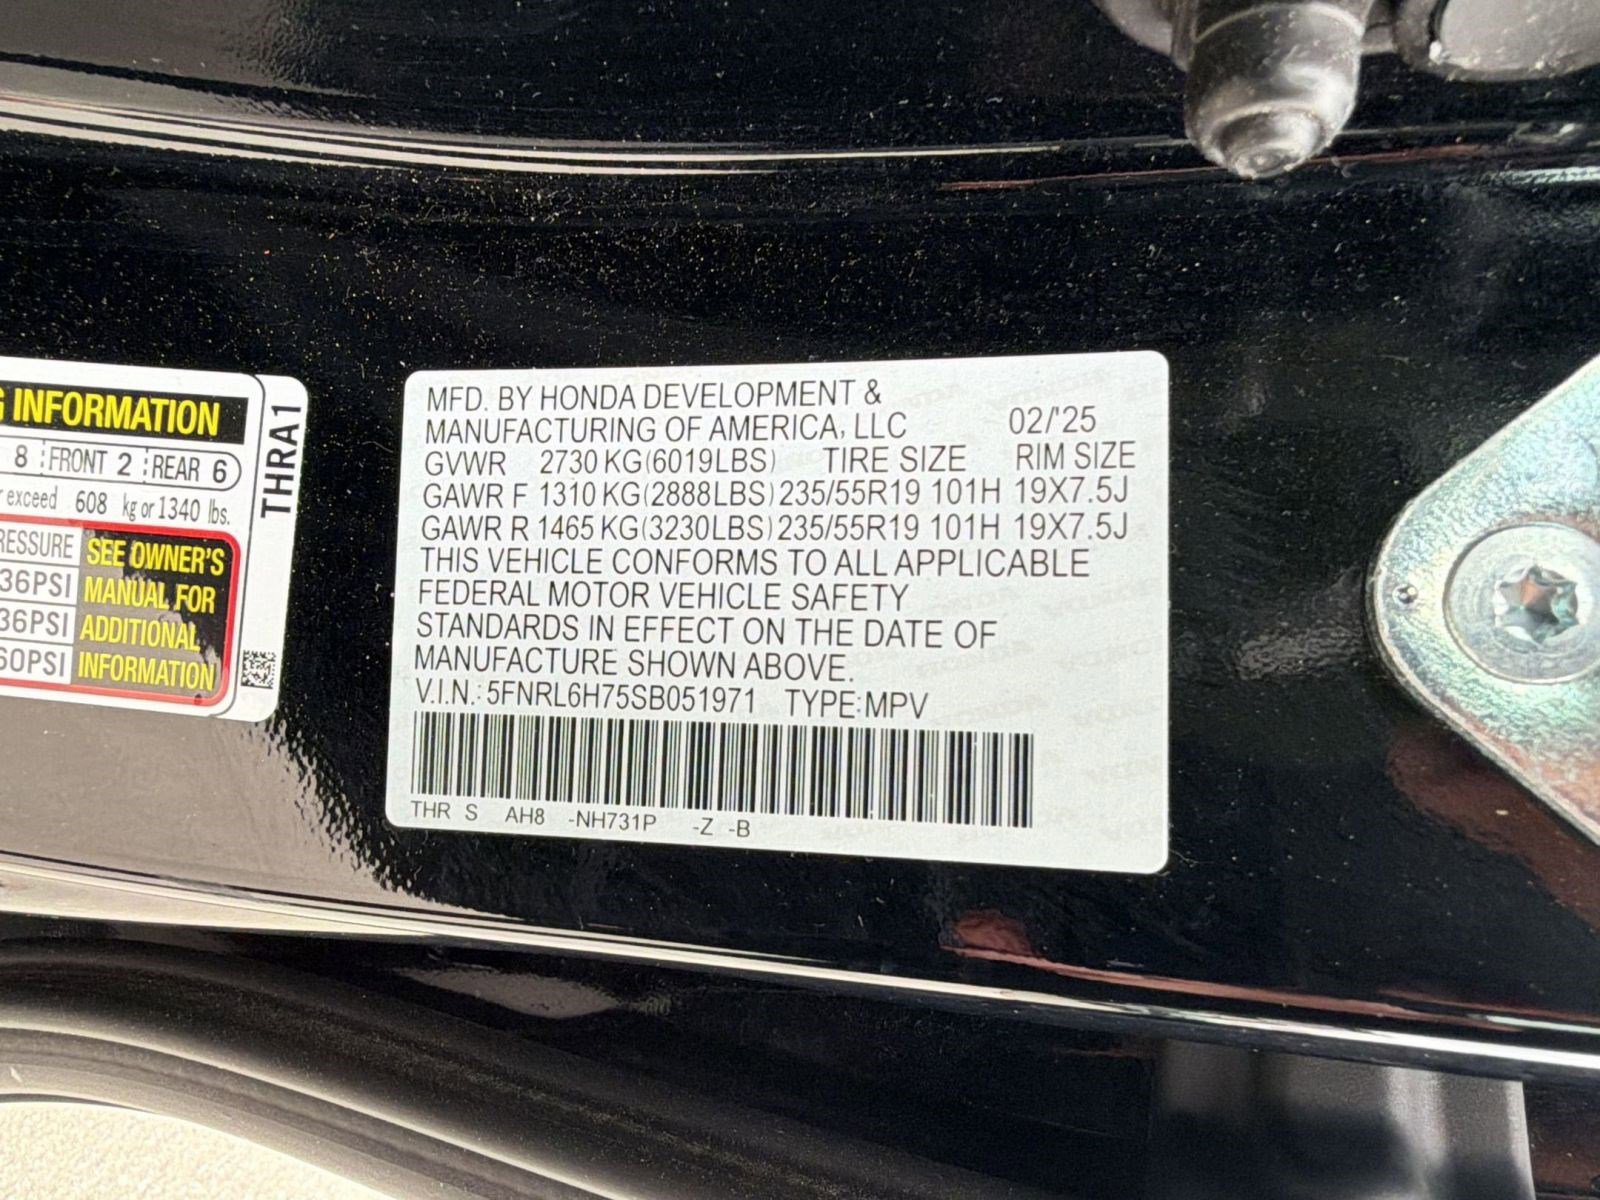 INFORMATION
8 FRONT 2 REAR 6
exceed 608 kg or 1340 lbs.
36PSI
36PSI
60PSI
SEE OWNER'S
MANUAL FOR
ADDITIONAL
INFORMATION
THRA1
MFD. BY HONDA DEVELOPMENT &
MANUFACTURING OF AMERICA, LLC 02/'25
GVWR 2730 KG(6019LBS) TIRE SIZE RIM SIZE
GAWR F 1310 KG(2888LBS) 235/55R19 101H 19X7.5J
GAWR R 1465 KG(3230LBS) 235/55R19 101H 19X7.5J
THIS VEHICLE CONFORMS TO ALL APPLICABLE
FEDERAL MOTOR VEHICLE SAFETY
STANDARDS IN EFFECT ON THE DATE OF
MANUFACTURE SHOWN ABOVE.
V.I.N.: 5FNRL6H75SB051971 TYPE:MPV
THR S AH8 -NH731P -Z -B